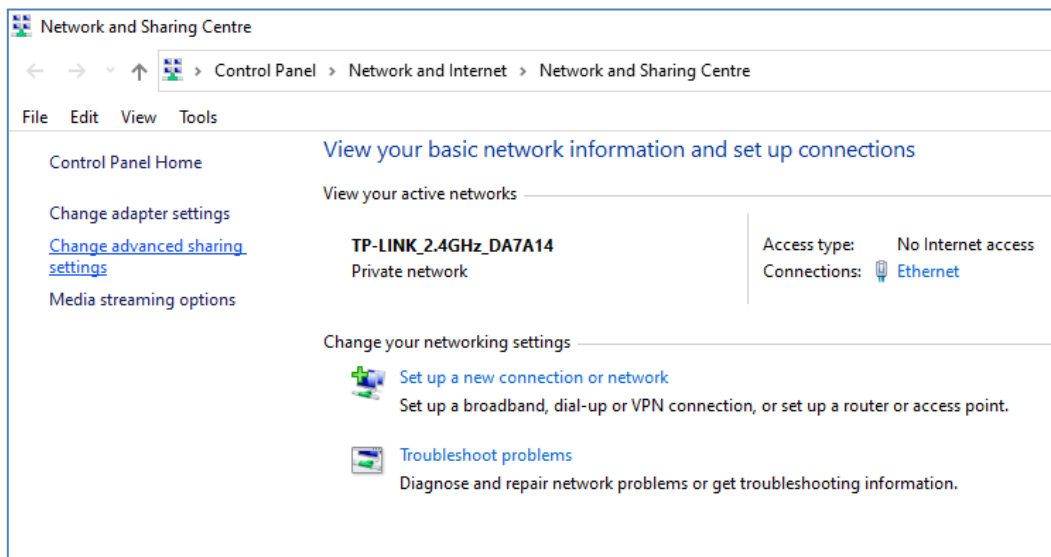 Network and Sharing Centre
Control Panel > Network and Internet > Network and Sharing Centre
File Edit View Tools
Control Panel Home
Change adapter settings
Change advanced sharing
settings
Media streaming options
View your basic network information and set up connections
View your active networks
TP-LINK_2.4GHz_DA7A14
Private network
Access type: No Internet access
Connections: Ethernet
Change your networking settings
Set up a new connection or network
Set up a broadband, dial-up or VPN connection, or set up a router or access point.
Troubleshoot problems
Diagnose and repair network problems or get troubleshooting information.